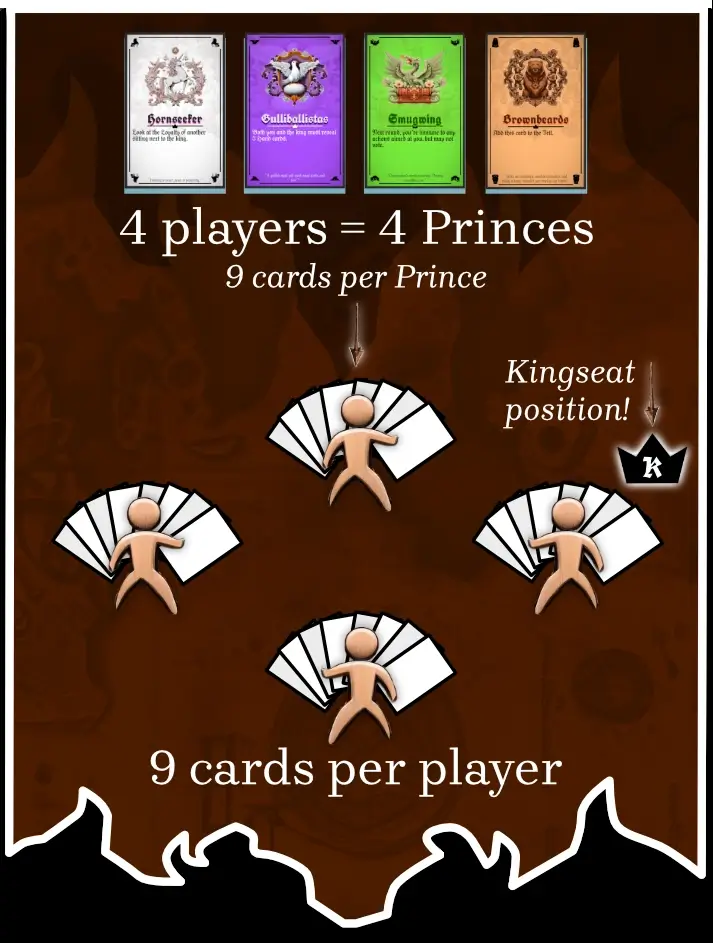 Hornseeker
Look at the Loyalty of another
sitting next to the king.
Gulliballistas
Both you and the king must reveal
2 Hand cards.
Smugwing
Next round, you're immune to any
actions aimed at you, but may not
vote.
Brownbeards
Add this card to the Tell.
4 players = 4 Princes
9 cards per Prince
Kingseat
position!
K
9 cards per player